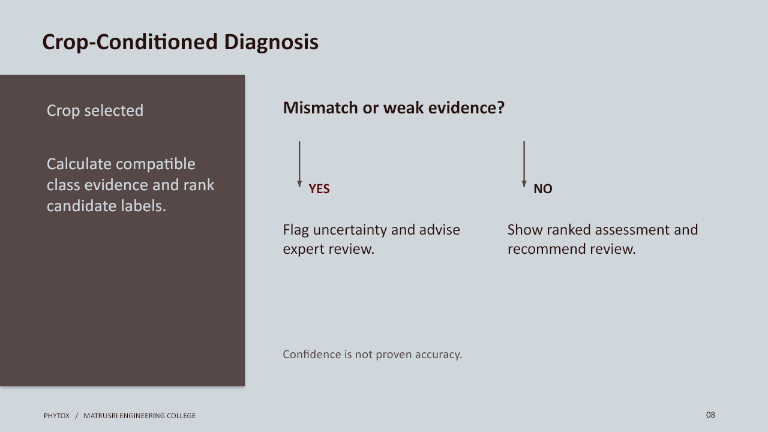 Crop-Conditioned Diagnosis
Crop selected
Calculate compatible
class evidence and rank
candidate labels.
Mismatch or weak evidence?
YES
Flag uncertainty and advise
expert review.
NO
Show ranked assessment and
recommend review.
Confidence is not proven accuracy.
PHYTOX / MATRUSRI ENGINEERING COLLEGE
08